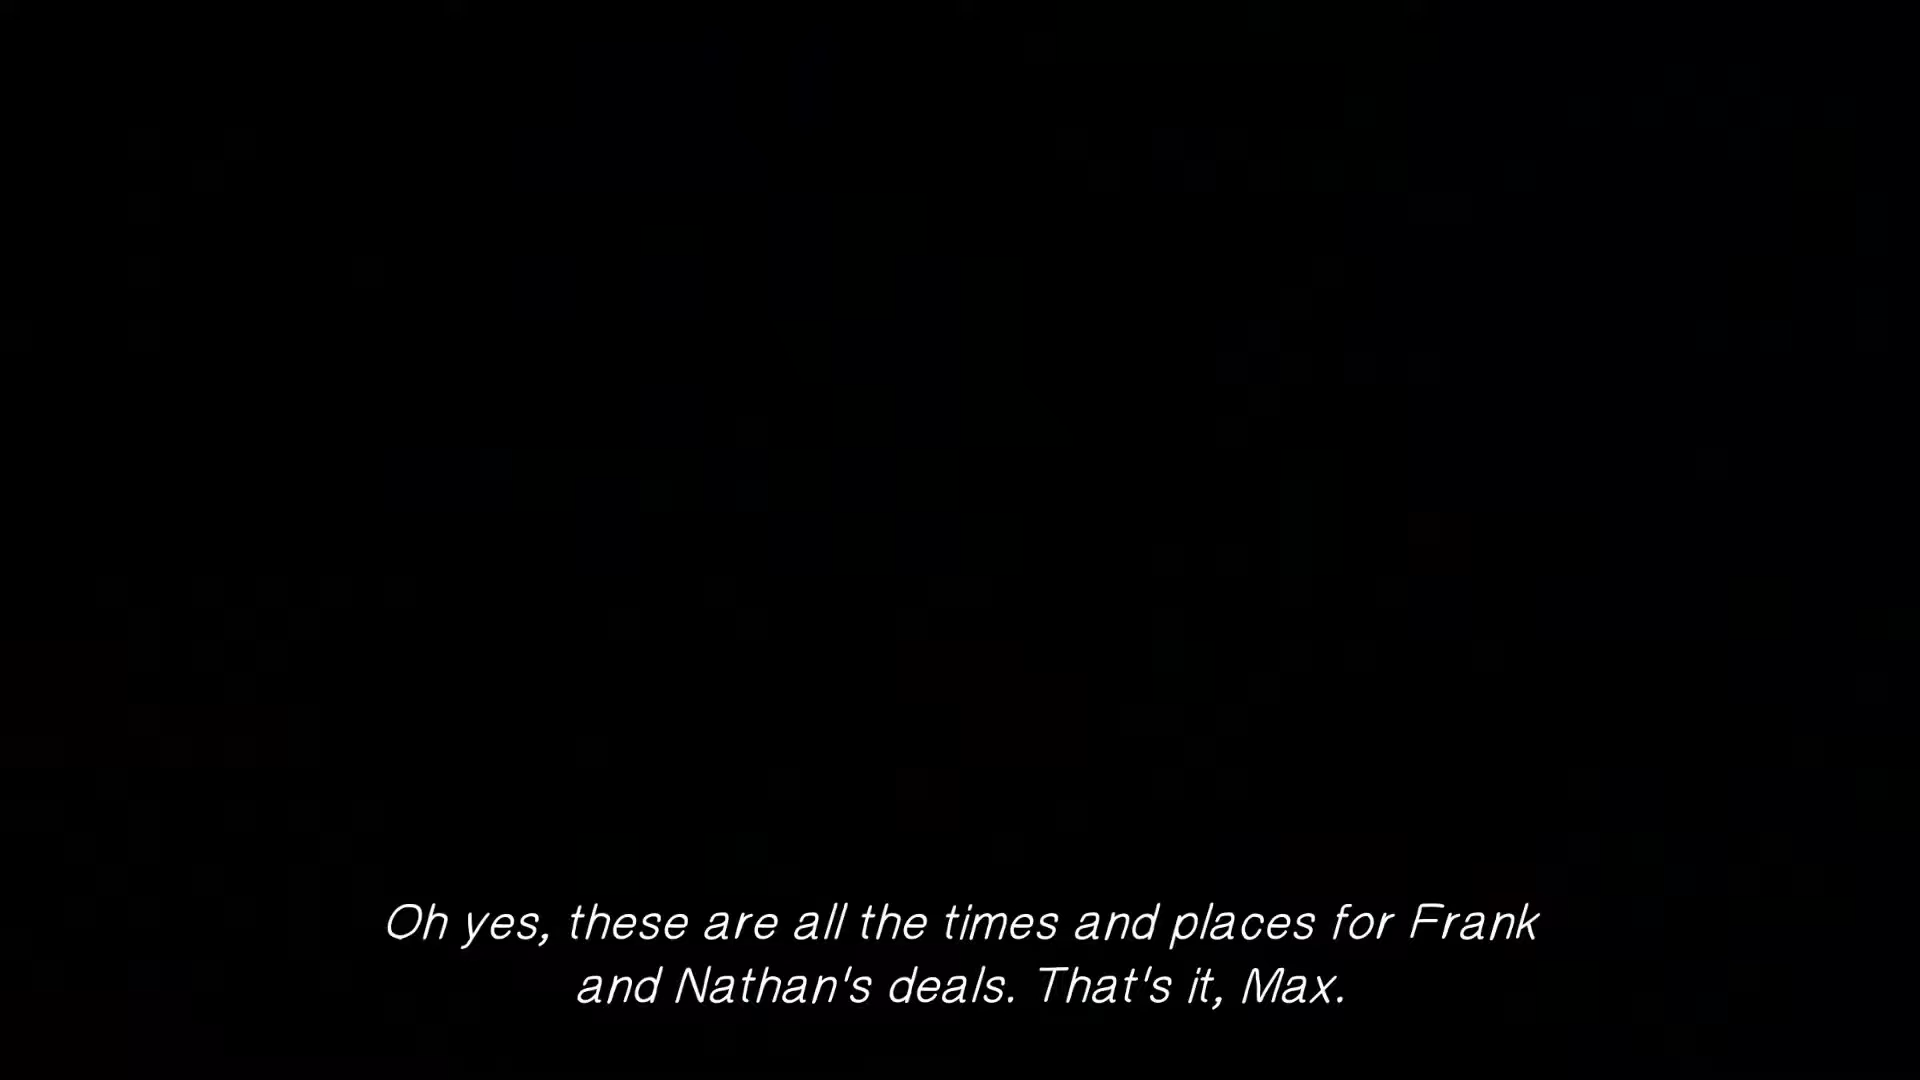 Oh yes, these are all the times and places for Frank
and Nathan's deals. That's it, Max.